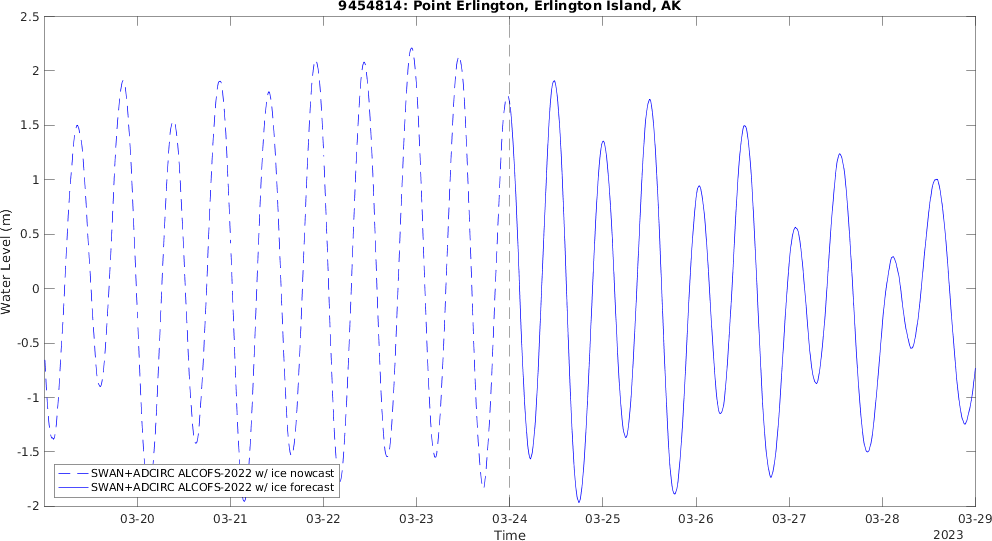 9454814: Point Erlington, Erlington Island, AK
2.5
2
1.5
1
0.5
0
-0.5
-1
-1.5
-2
Water Level (m)
SWAN+ADCIRC ALCOFS-2022 w/ ice nowcast
SWAN+ADCIRC ALCOFS-2022 w/ ice forecast
03-20 03-21 03-22 03-23 03-24 03-25 03-26 03-27 03-28 03-29
Time
2023